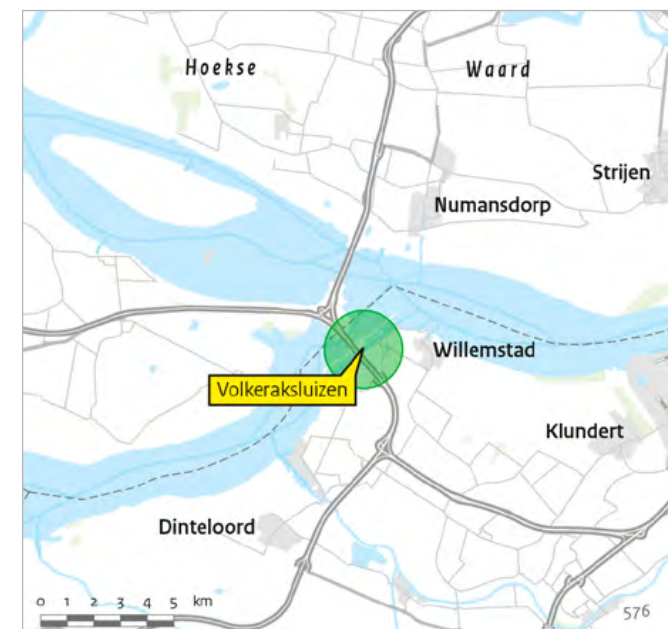 Hoekse Waard
Strijen
Numansdorp
Willemstad
Volkeraksluizen
Klundert
Dinteloord
0 1 2 3 4 5 km
576